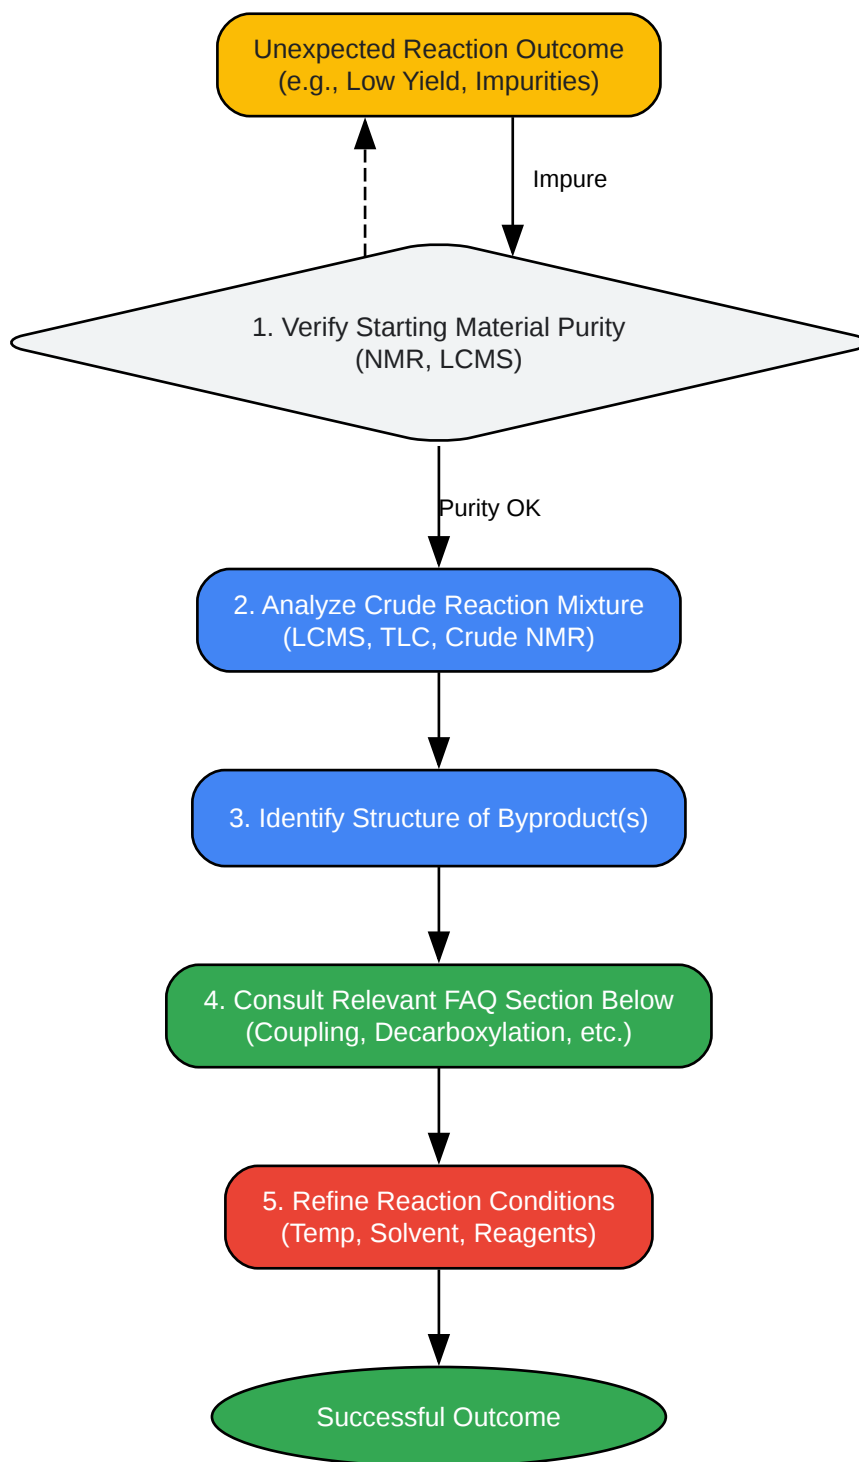 Unexpected Reaction Outcome
(e.g., Low Yield, Impurities)
Impure
1. Verify Starting Material Purity
(NMR, LCMS)
Purity OK
2. Analyze Crude Reaction Mixture
(LCMS, TLC, Crude NMR)
3. Identify Structure of Byproduct(s)
4. Consult Relevant FAQ Section Below
(Coupling, Decarboxylation, etc.)
5. Refine Reaction Conditions
(Temp, Solvent, Reagents)
Successful Outcome